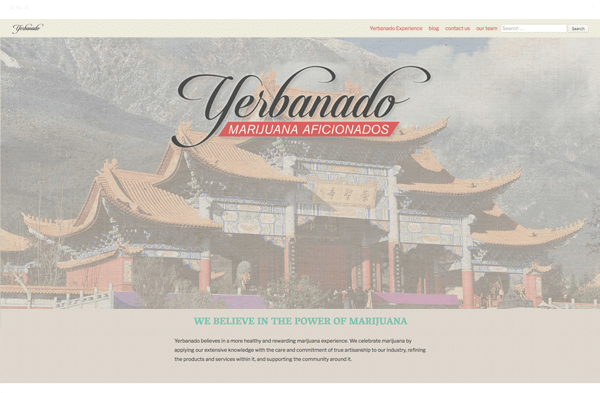 Yerbanado
Yerbanado Experience blog contact us our team Search... Search
Yerbanado
MARIJUANA AFICIONADOS
WE BELIEVE IN THE POWER OF MARIJUANA
Yerbanado believes in a more healthy and rewarding marijuana experience. We celebrate marijuana by
applying our extensive knowledge with the care and commitment of true artisanship to our industry, refining
the products and services within it, and supporting the community around it.